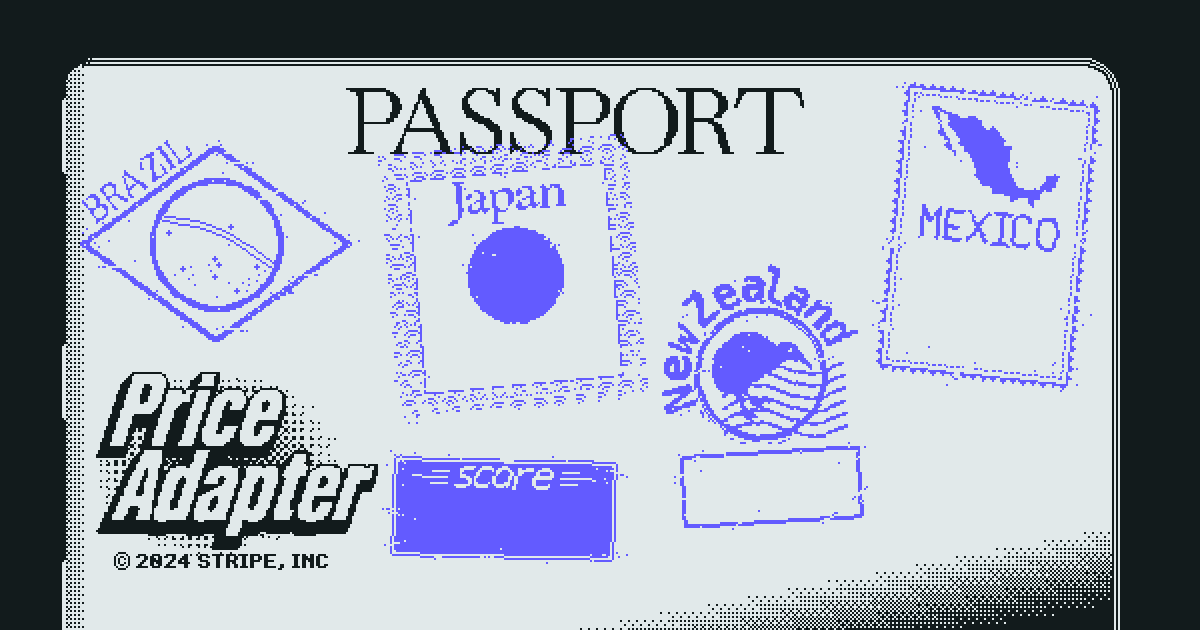 PASSPORT
BRAZIL
Japan
MEXICO
New Zealand
Price
Adapter
score
© 2024 STRIPE, INC